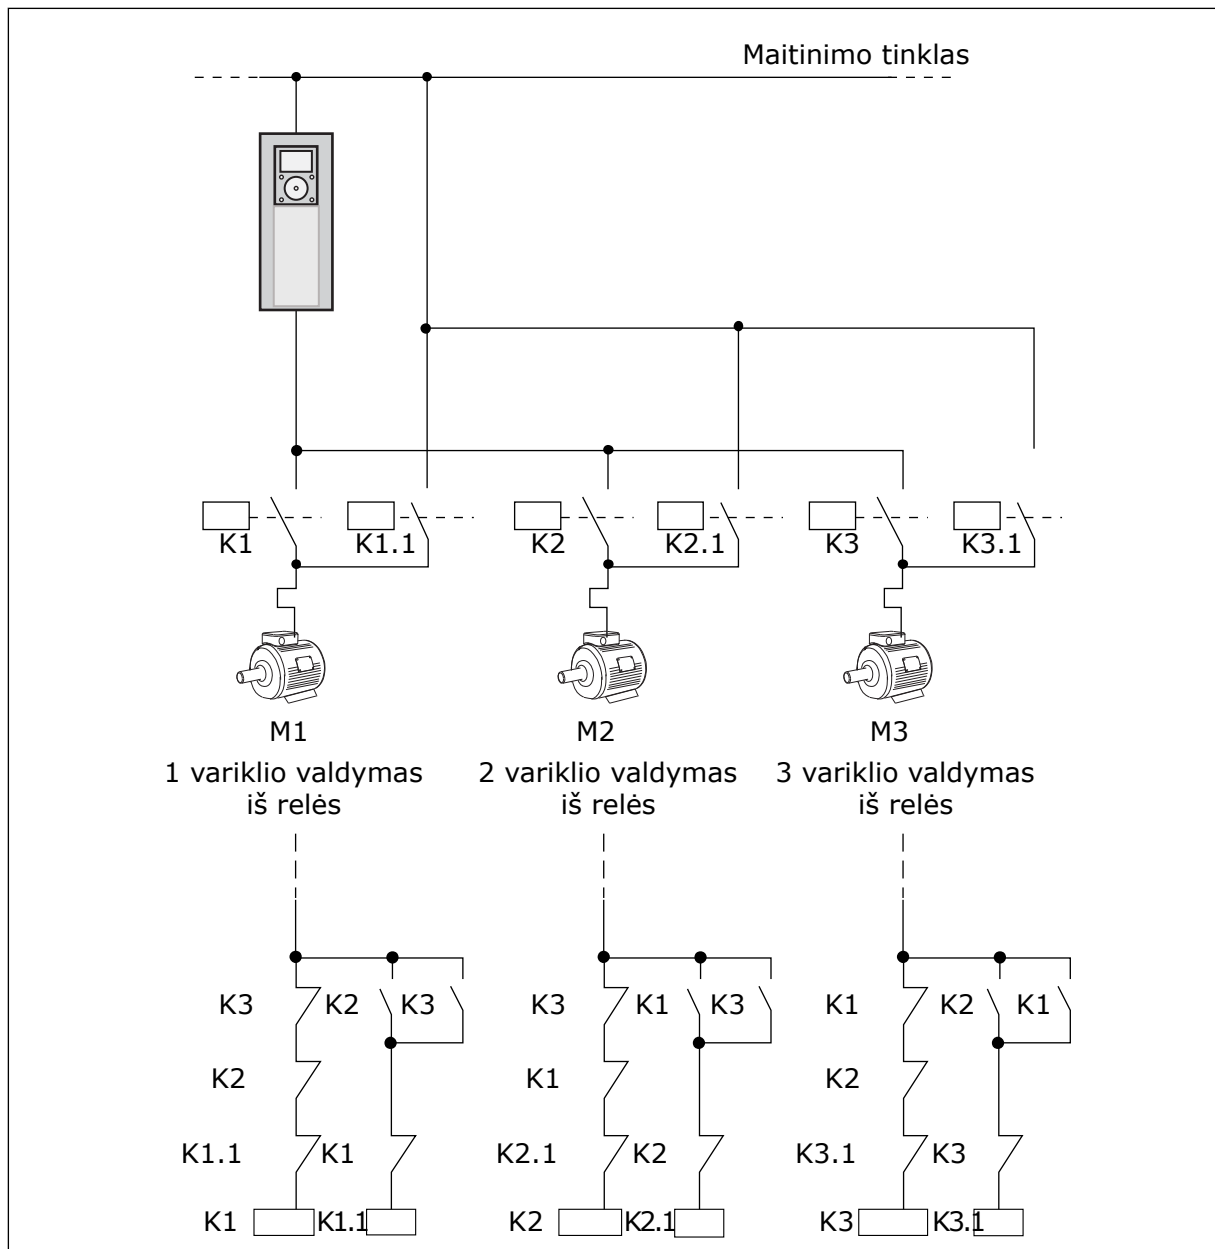 Maitinimo tinklas
K1 K1.1 K2 K2.1 K3 K3.1
M1 M2 M3
1 variklio valdymas 2 variklio valdymas 3 variklio valdymas
iš relės iš relės iš relės
K3 K2 K3 K3 K1 K3 K1 K2 K1
K2 K1 K2
K1.1 K1 K2.1 K2 K3.1 K3
K1 K1.1 K2 K2.1 K3 K3.1